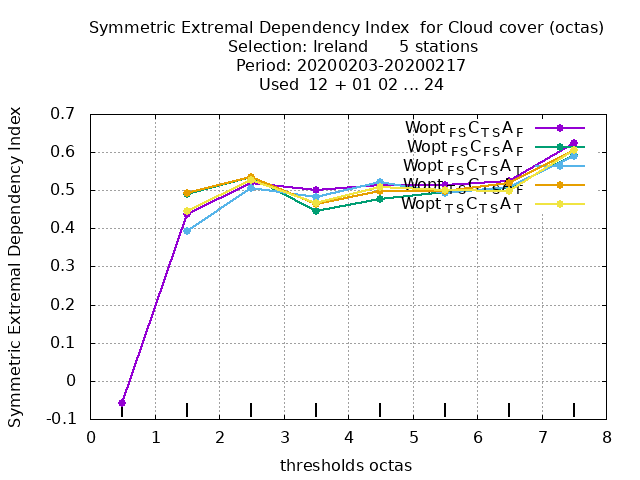 Symmetric Extremal Dependency Index for Cloud cover (octas)
Selection: Ireland 5 stations
Period: 20200203-20200217
Used 12 + 01 02 ... 24
Symmetric Extremal Dependency Index
0.7
0.6
0.5
0.4
0.3
0.2
0.1
0
-0.1
Wopt FSCTSAF
Wopt FSCFSAF
Wopt FSCFSAT
Wopt TSCTSAF
Wopt TSCTSAT
0 1 2 3 4 5 6 7 8
thresholds octas